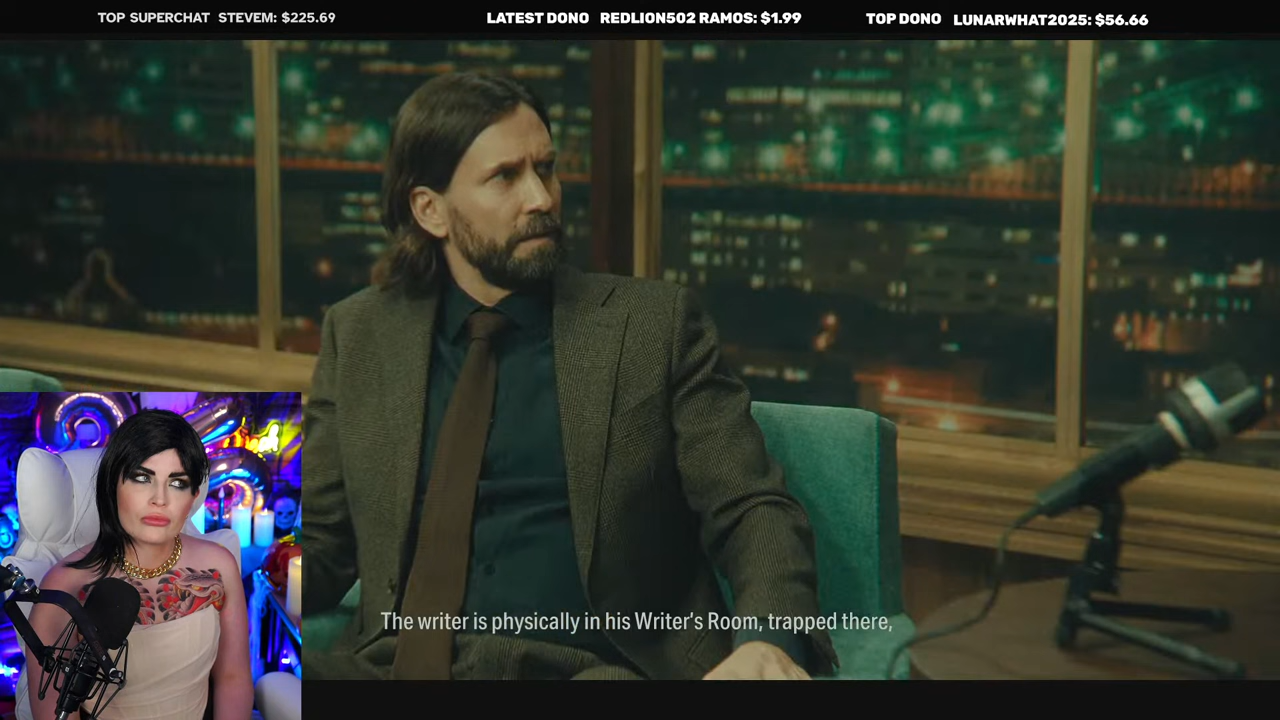 TOP SUPERCHAT STEVEM: $225.69
LATEST DONO REDLION502 RAMOS: $1.99
TOP DONO LUNARWHAT2025: $56.66
The writer is physically in his Writer's Room, trapped there,